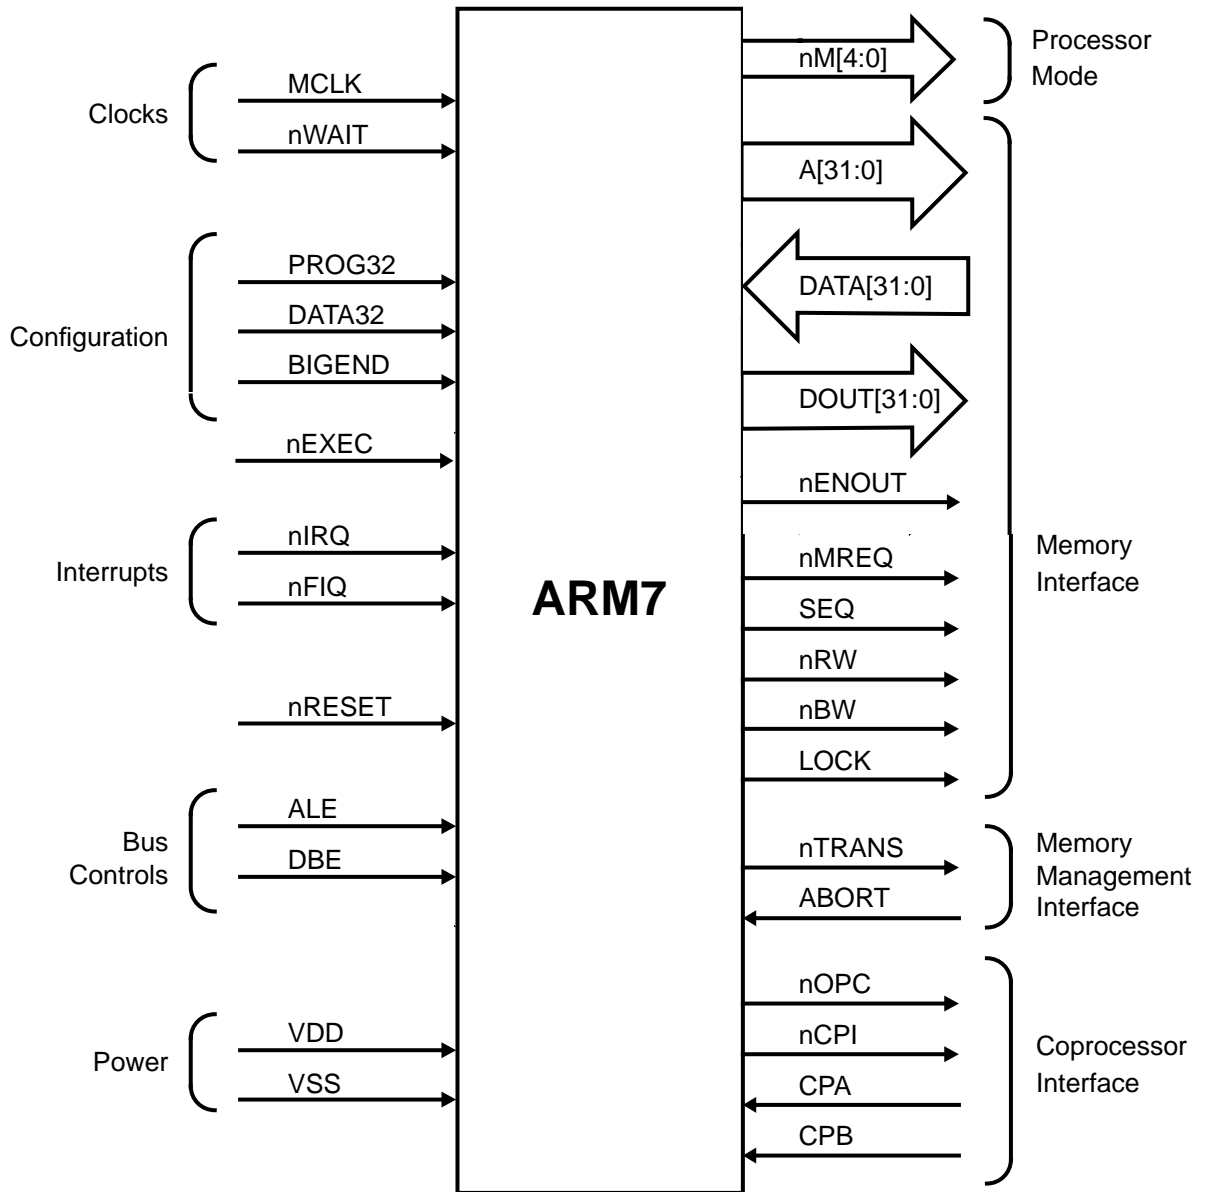 Clocks
MCLK
nWAIT
Configuration
PROG32
DATA32
BIGEND
nEXEC
Interrupts
nIRQ
nFIQ
nRESET
Bus
Controls
ALE
DBE
Power
VDD
VSS
ARM7
nM[4:0]
Processor
Mode
A[31:0]
DATA[31:0]
DOUT[31:0]
nENOUT
nMREQ
SEQ
nRW
nBW
LOCK
Memory
Interface
nTRANS
ABORT
Memory
Management
Interface
nOPC
nCPI
CPA
CPB
Coprocessor
Interface